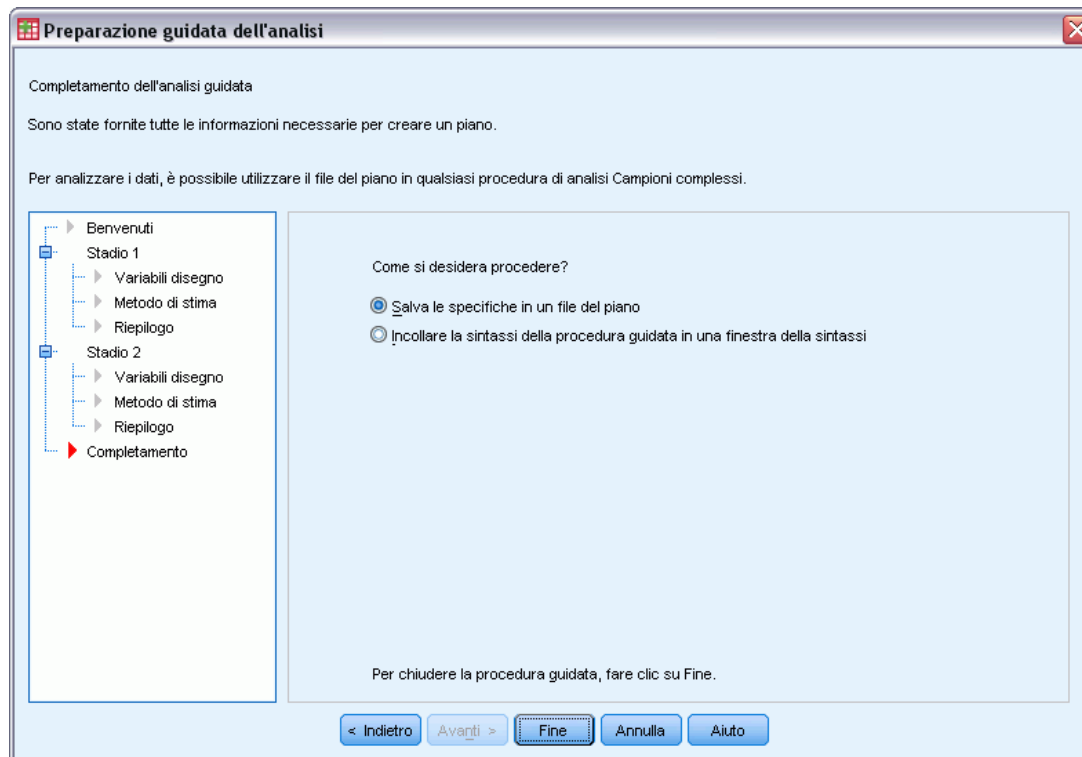 Preparazione guidata dell'analisi
Completamento dell'analisi guidata
Sono state fornite tutte le informazioni necessarie per creare un piano.
Per analizzare i dati, è possibile utilizzare il file del piano in qualsiasi procedura di analisi Campioni complessi.
Benvenuti
Stadio 1
Variabili disegno
Metodo di stima
Riepilogo
Stadio 2
Variabili disegno
Metodo di stima
Riepilogo
Completamento
Come si desidera procedere?
Salva le specifiche in un file del piano
Incollare la sintassi della procedura guidata in una finestra della sintassi
Per chiudere la procedura guidata, fare clic su Fine.
< Indietro
Avanti >
Fine
Annulla
Aiuto